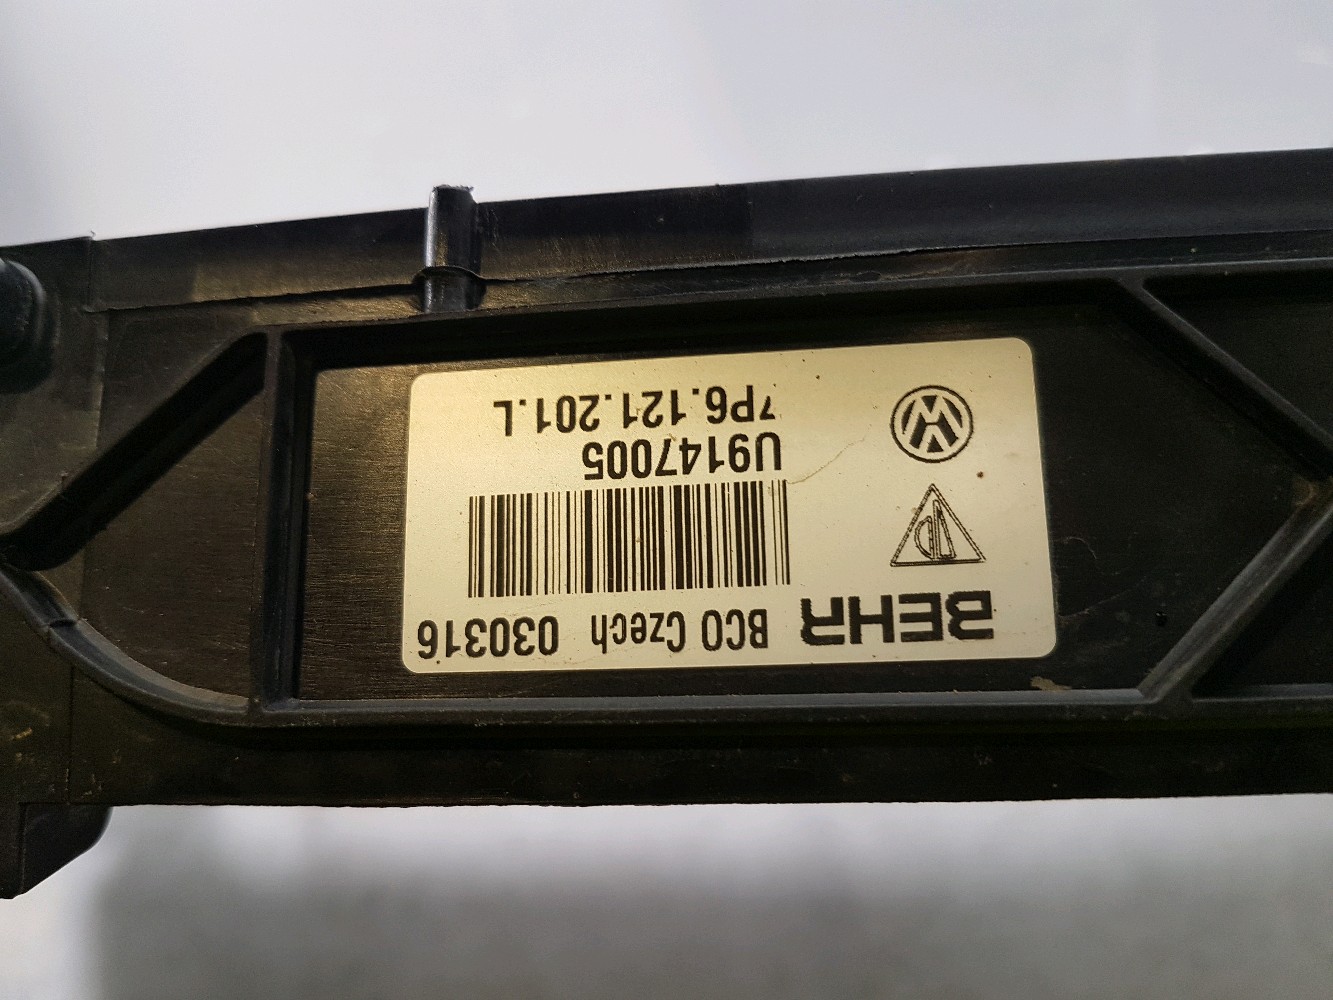 BEHR BCO Czech 030316
U9147005
7P6.121.201.L